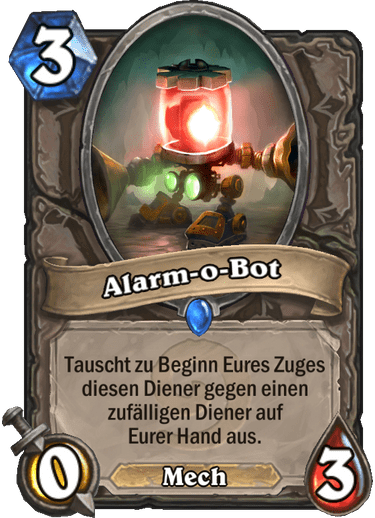 3
Alarm-o-Bot
Tauscht zu Beginn Eures Zuges
diesen Diener gegen einen
zufälligen Diener auf
Eurer Hand aus.
0
Mech
3